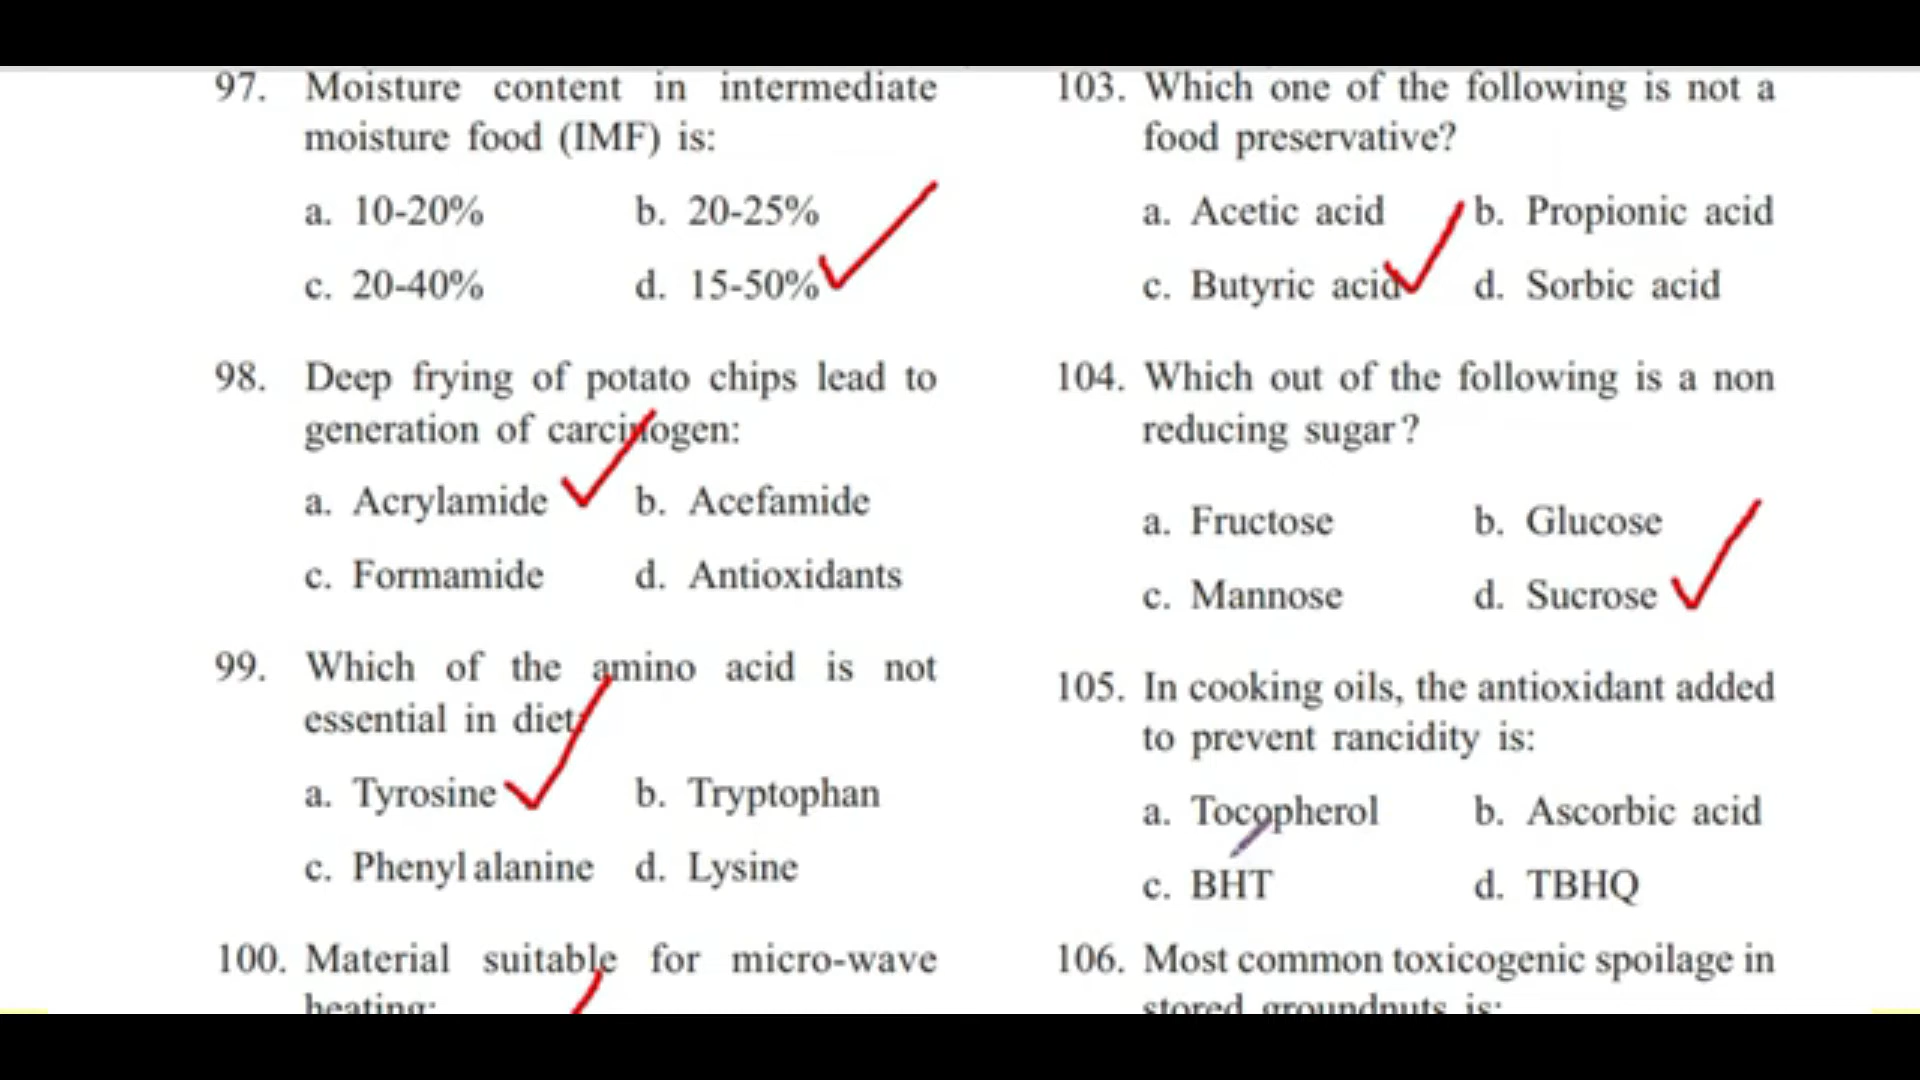 97. Moisture content in intermediate
moisture food (IMF) is:
a. 10-20% b. 20-25%
c. 20-40% d. 15-50%
98. Deep frying of potato chips lead to
generation of carcinogen:
a. Acrylamide b. Acefamide
c. Formamide d. Antioxidants
99. Which of the amino acid is not
essential in diet
a. Tyrosine b. Tryptophan
c. Phenyl alanine d. Lysine
100. Material suitable for micro-wave
heating:
103. Which one of the following is not a
food preservative?
a. Acetic acid b. Propionic acid
c. Butyric acid d. Sorbic acid
104. Which out of the following is a non
reducing sugar?
a. Fructose b. Glucose
c. Mannose d. Sucrose
105. In cooking oils, the antioxidant added
to prevent rancidity is:
a. Tocopherol b. Ascorbic acid
c. BHT d. TBHQ
106. Most common toxicogenic spoilage in
stored groundnuts is: